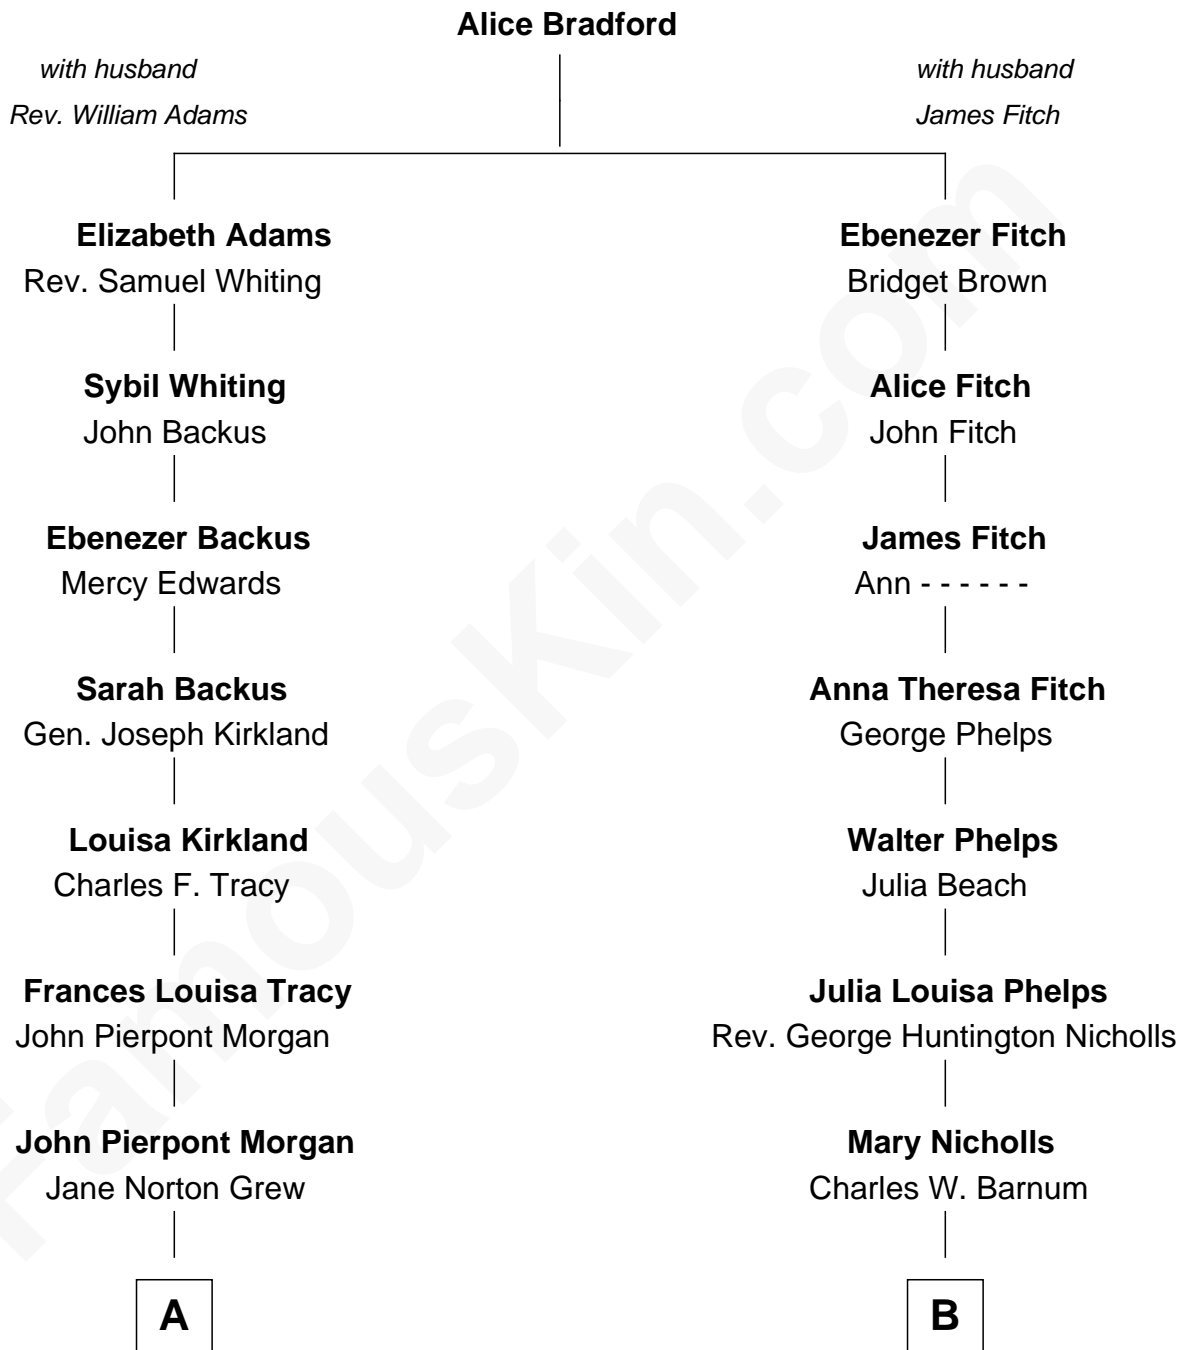 Alice Bradford
with husband
Rev. William Adams
with husband
James Fitch
Elizabeth Adams
Rev. Samuel Whiting
Sybil Whiting
John Backus
Ebenezer Backus
Mercy Edwards
Sarah Backus
Gen. Joseph Kirkland
Louisa Kirkland
Charles F. Tracy
Frances Louisa Tracy
John Pierpont Morgan
John Pierpont Morgan
Jane Norton Grew
A
Ebenezer Fitch
Bridget Brown
Alice Fitch
John Fitch
James Fitch
Ann - - - - - -
Anna Theresa Fitch
George Phelps
Walter Phelps
Julia Beach
Julia Louisa Phelps
Rev. George Huntington Nicholls
Mary Nicholls
Charles W. Barnum
B
FamousKin.com